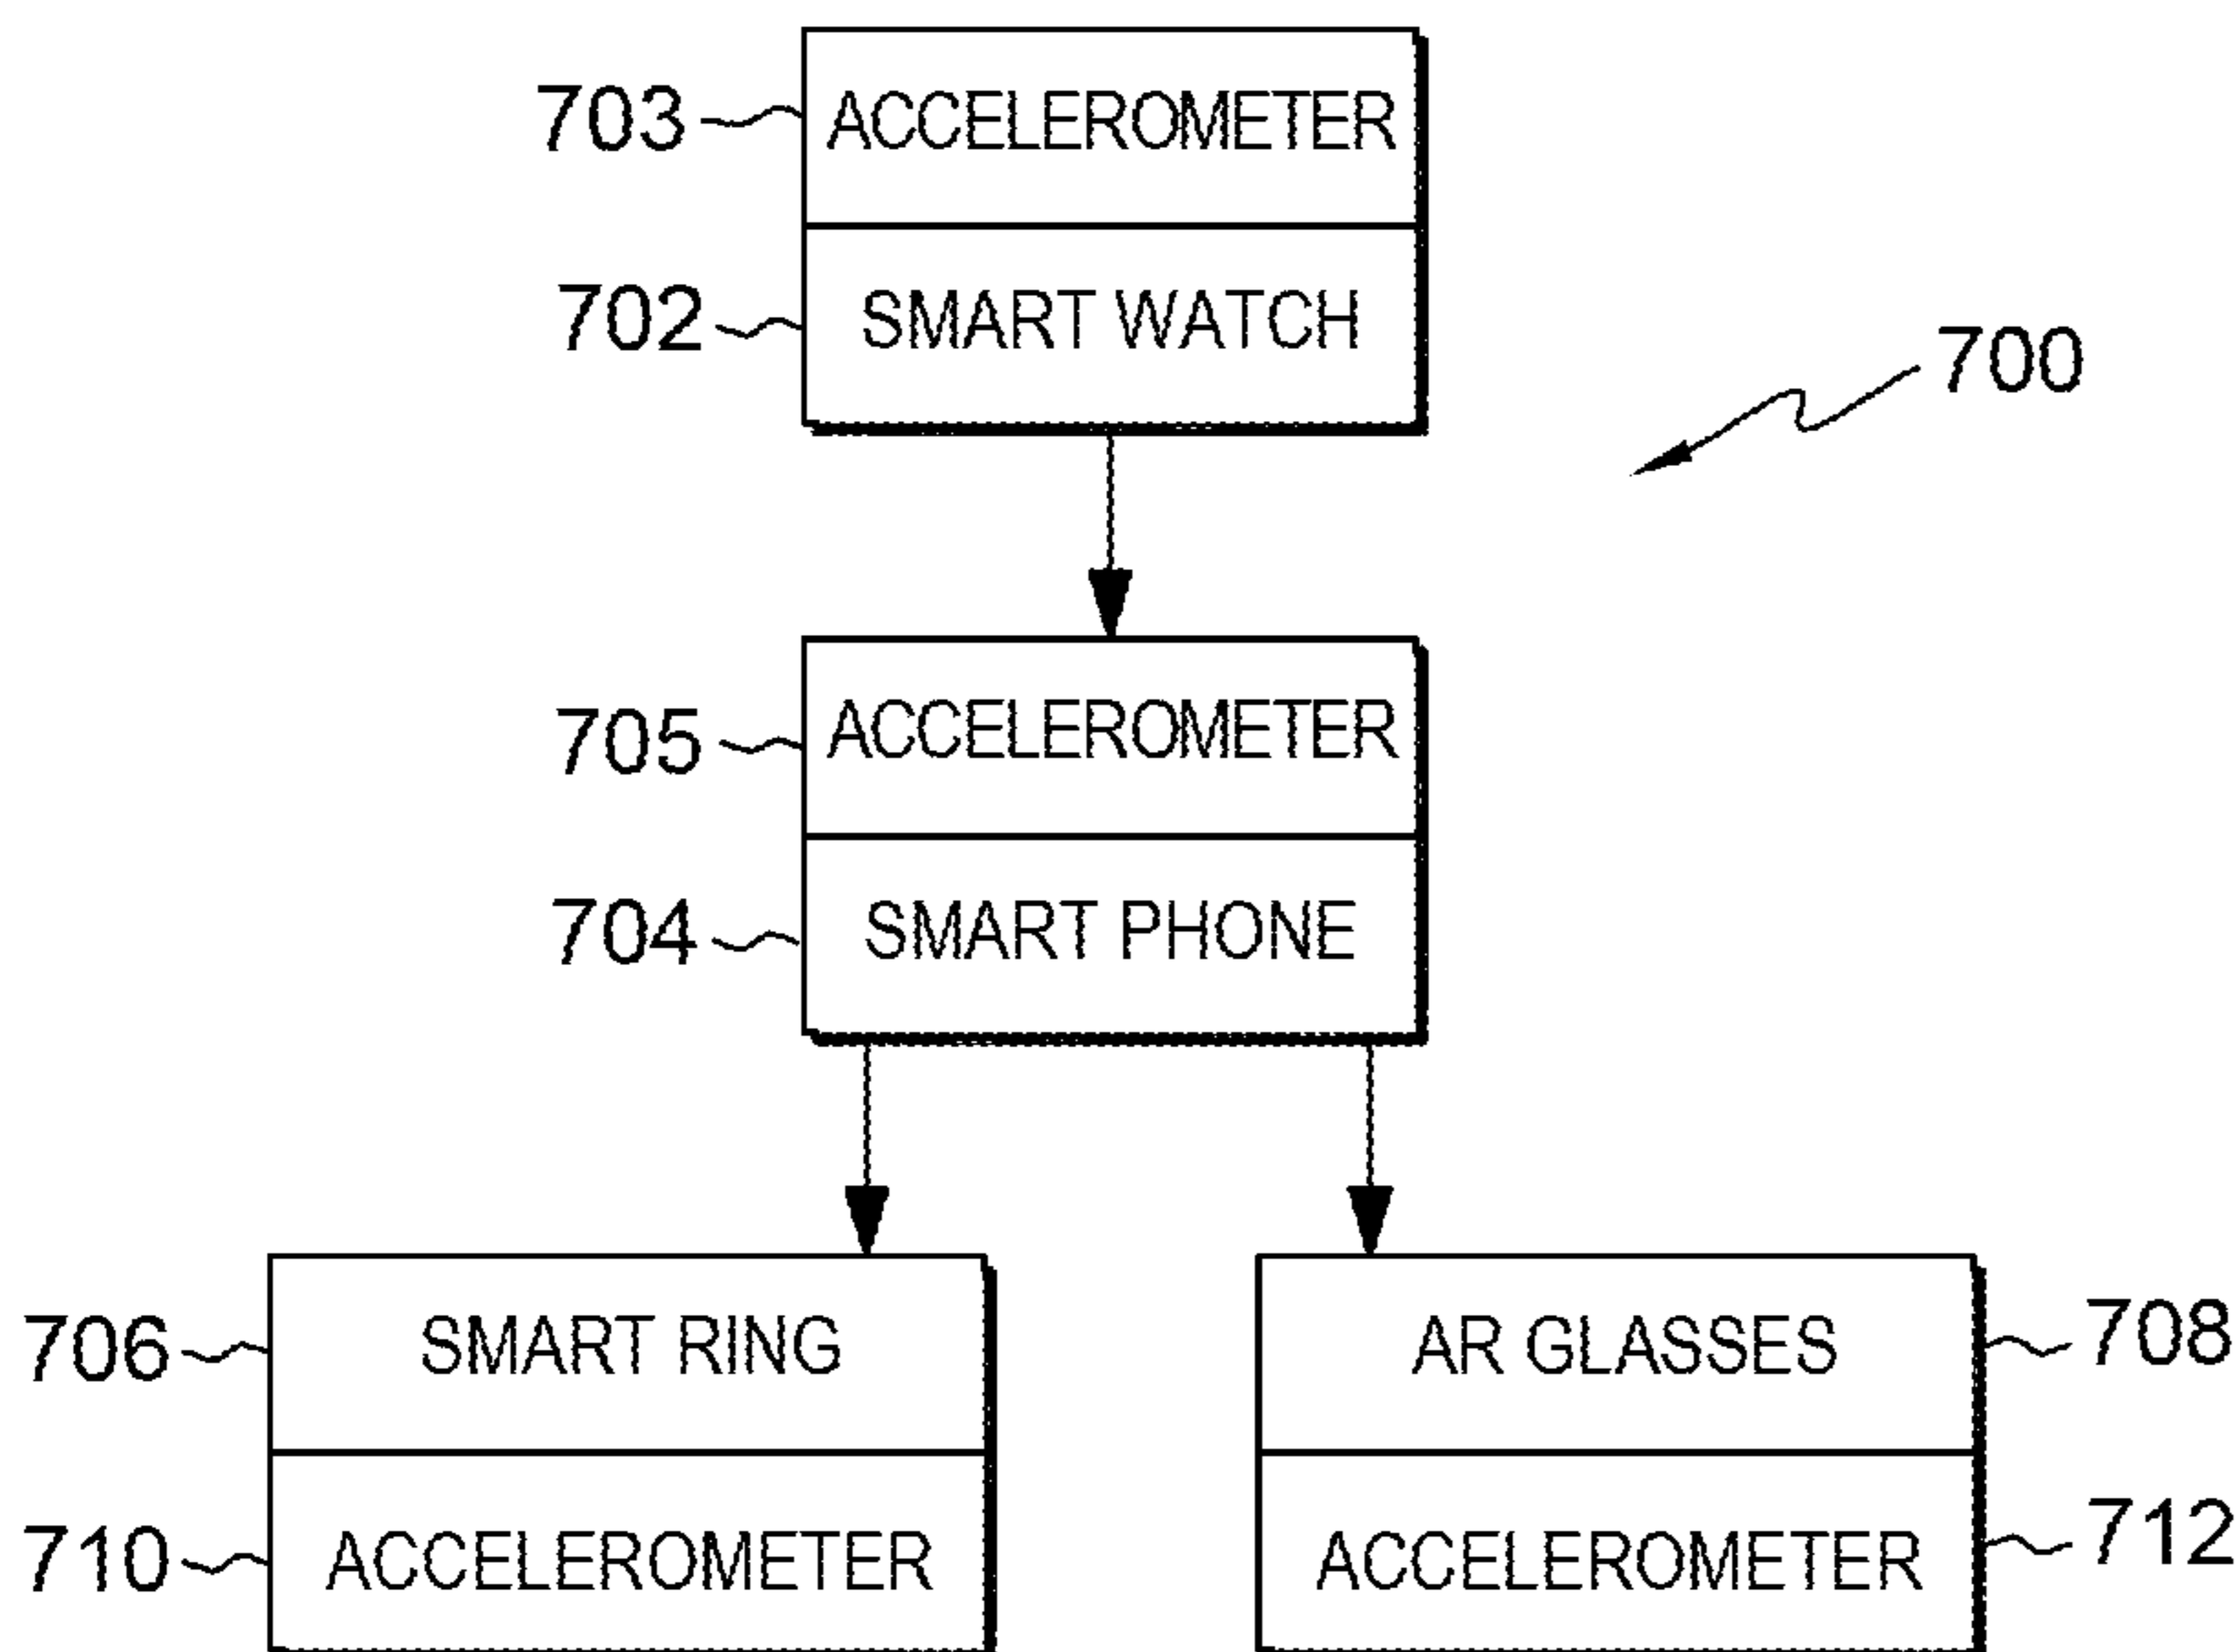 703 ACCELEROMETER
702 SMART WATCH
700
705 ACCELEROMETER
704 SMART PHONE
706 SMART RING
AR GLASSES 708
710 ACCELEROMETER
ACCELEROMETER 712